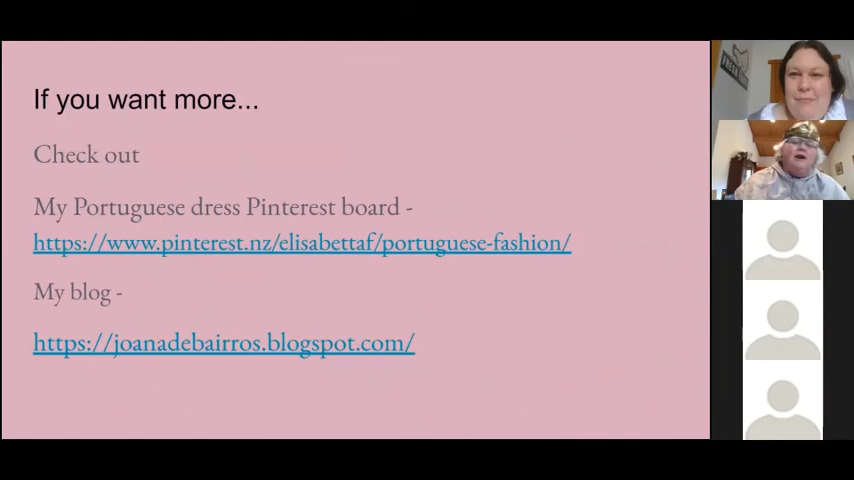 If you want more...
Check out
My Portuguese dress Pinterest board -
https://www.pinterest.nz/elisabettaf/portuguese-fashion/
My blog -
https://joanadebairros.blogspot.com/